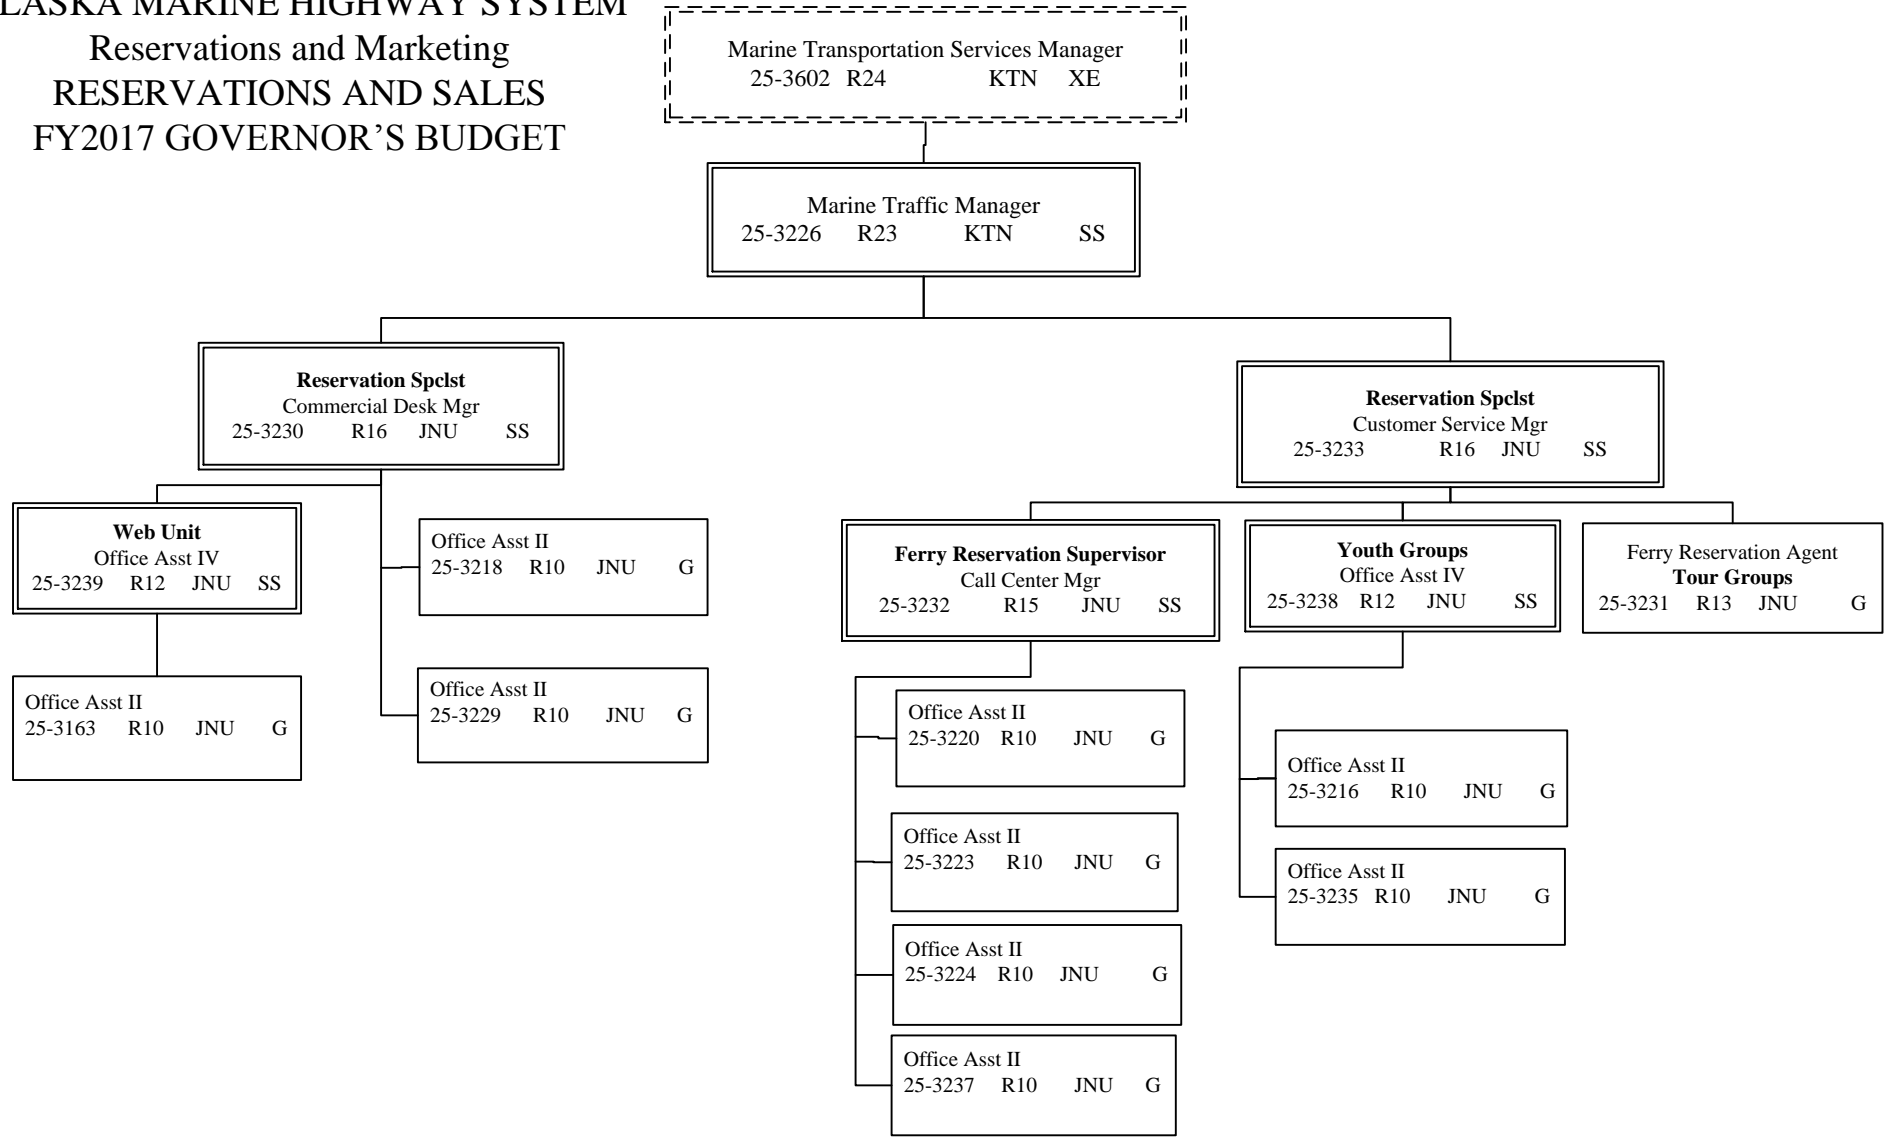 LASKA MARINE HIGHWAY SYSTEM
Reservations and Marketing
RESERVATIONS AND SALES
FY2017 GOVERNOR’S BUDGET
Marine Transportation Services Manager
25-3602 R24 KTN XE
Marine Traffic Manager
25-3226 R23 KTN SS
Reservation Spclst
Commercial Desk Mgr
25-3230 R16 JNU SS
Reservation Spclst
Customer Service Mgr
25-3233 R16 JNU SS
Web Unit
Office Asst IV
25-3239 R12 JNU SS
Office Asst II
25-3163 R10 JNU G
Office Asst II
25-3218 R10 JNU G
Office Asst II
25-3229 R10 JNU G
Ferry Reservation Supervisor
Call Center Mgr
25-3232 R15 JNU SS
Youth Groups
Office Asst IV
25-3238 R12 JNU SS
Ferry Reservation Agent
Tour Groups
25-3231 R13 JNU G
Office Asst II
25-3220 R10 JNU G
Office Asst II
25-3223 R10 JNU G
Office Asst II
25-3224 R10 JNU G
Office Asst II
25-3237 R10 JNU G
Office Asst II
25-3216 R10 JNU G
Office Asst II
25-3235 R10 JNU G